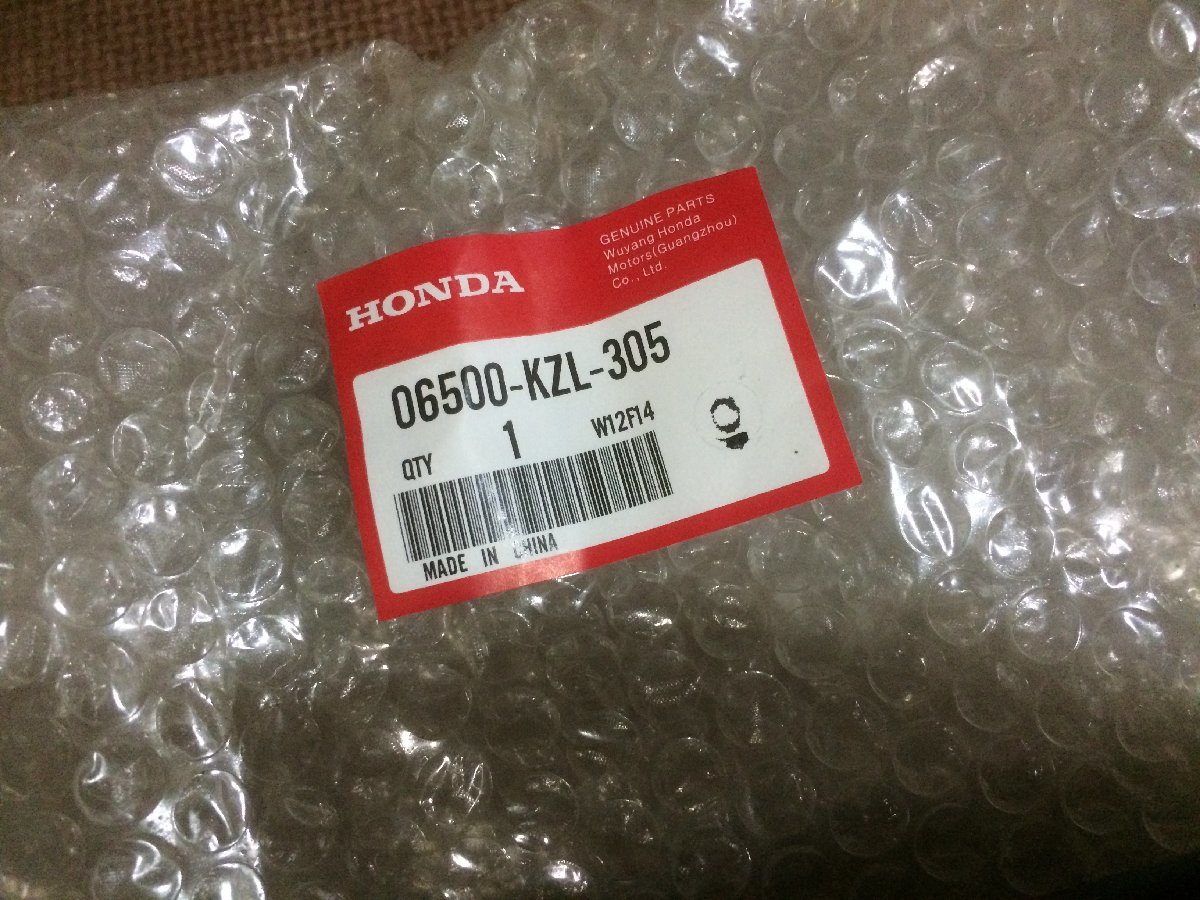 HONDA
GENUINE PARTS
Wuyang Honda
Motors(Guangzhou)
Co., Ltd.
06500-KZL-305
QTY 1 W12F14
MADE IN CHINA